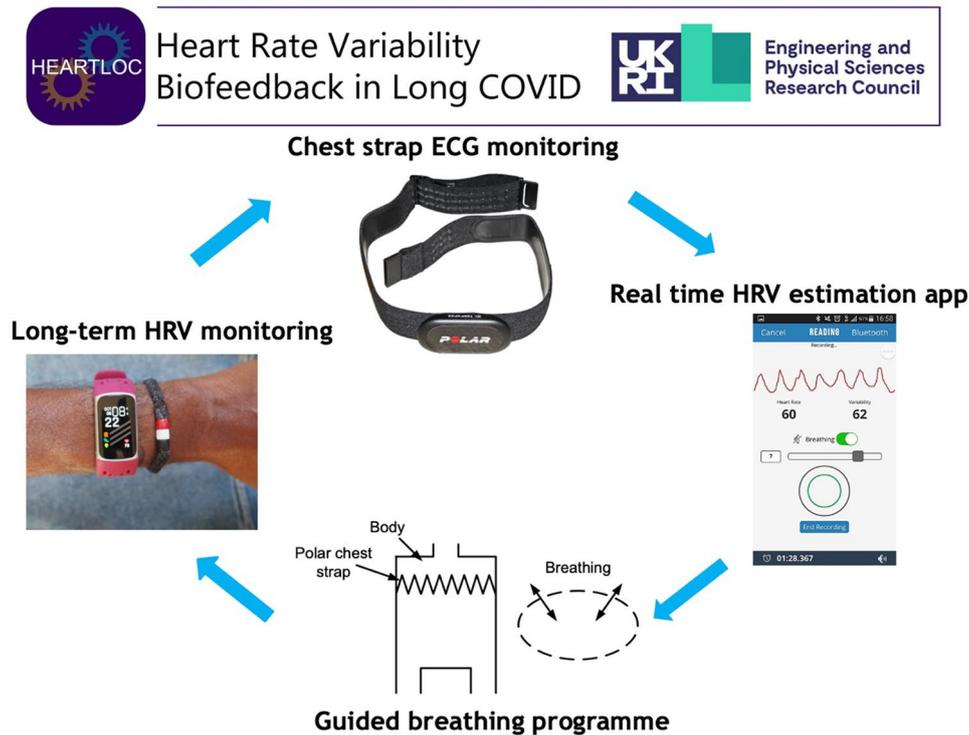 HEARTLOC
Heart Rate Variability
Biofeedback in Long COVID
UK
RI
Engineering and
Physical Sciences
Research Council
Chest strap ECG monitoring
POLAR
Real time HRV estimation app
97% 16:58
Cancel READING Bluetooth
Recording...
Heart Rate Variability
60 62
Breathing
?
End Recording
01:28.367
Long-term HRV monitoring
08:
22
Body
Polar chest
strap
Breathing
Guided breathing programme